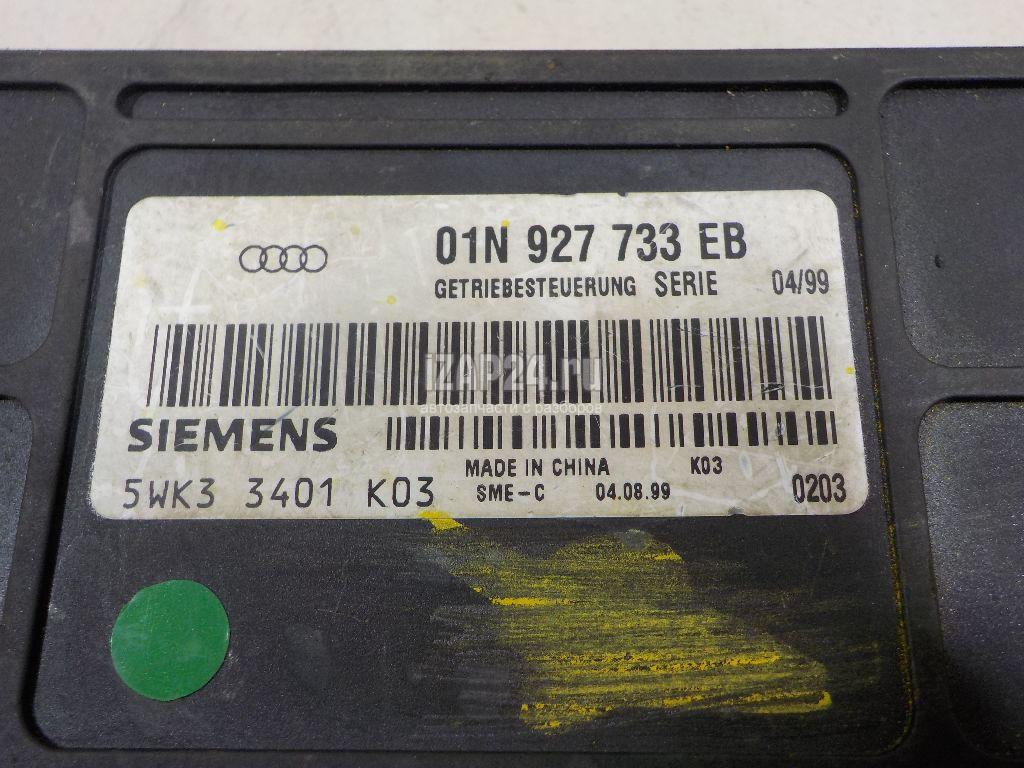 01N 927 733 EB
GETRIEBESTEUERUNG SERIE 04/99
iZAP24.ru
автозапчасти с разборов
SIEMENS
MADE IN CHINA K03
5WK3 3401 K03 SME-C 04.08.99 0203